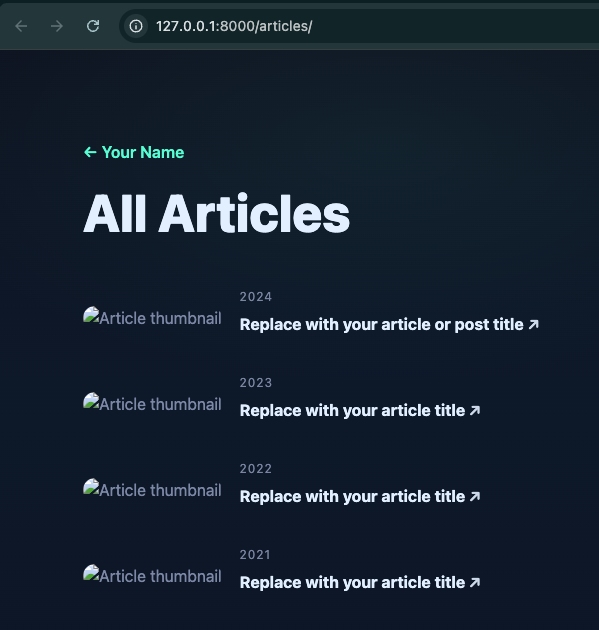 127.0.0.1:8000/articles/
← Your Name
All Articles
Article thumbnail
2024
Replace with your article or post title ↗
Article thumbnail
2023
Replace with your article title ↗
Article thumbnail
2022
Replace with your article title ↗
Article thumbnail
2021
Replace with your article title ↗